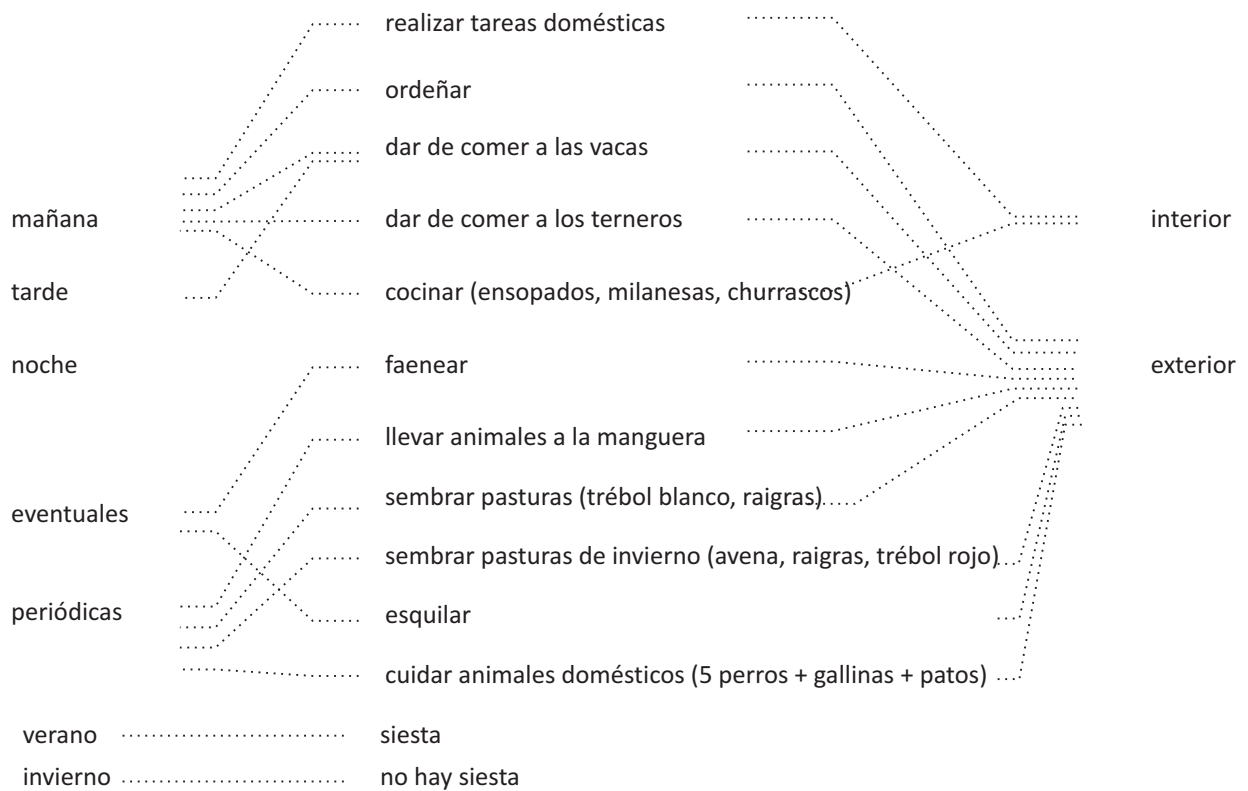 realizar tareas domésticas
ordeñar
dar de comer a las vacas
mañana dar de comer a los terneros interior
tarde cocinar (ensopados, milanesas, churrascos)
noche faenear exterior
llevar animales a la manguera
sembrar pasturas (trébol blanco, raigras)
eventuales
sembrar pasturas de invierno (avena, raigras, trébol rojo)
periódicas esquilar
cuidar animales domésticos (5 perros + gallinas + patos)
verano siesta
invierno no hay siesta